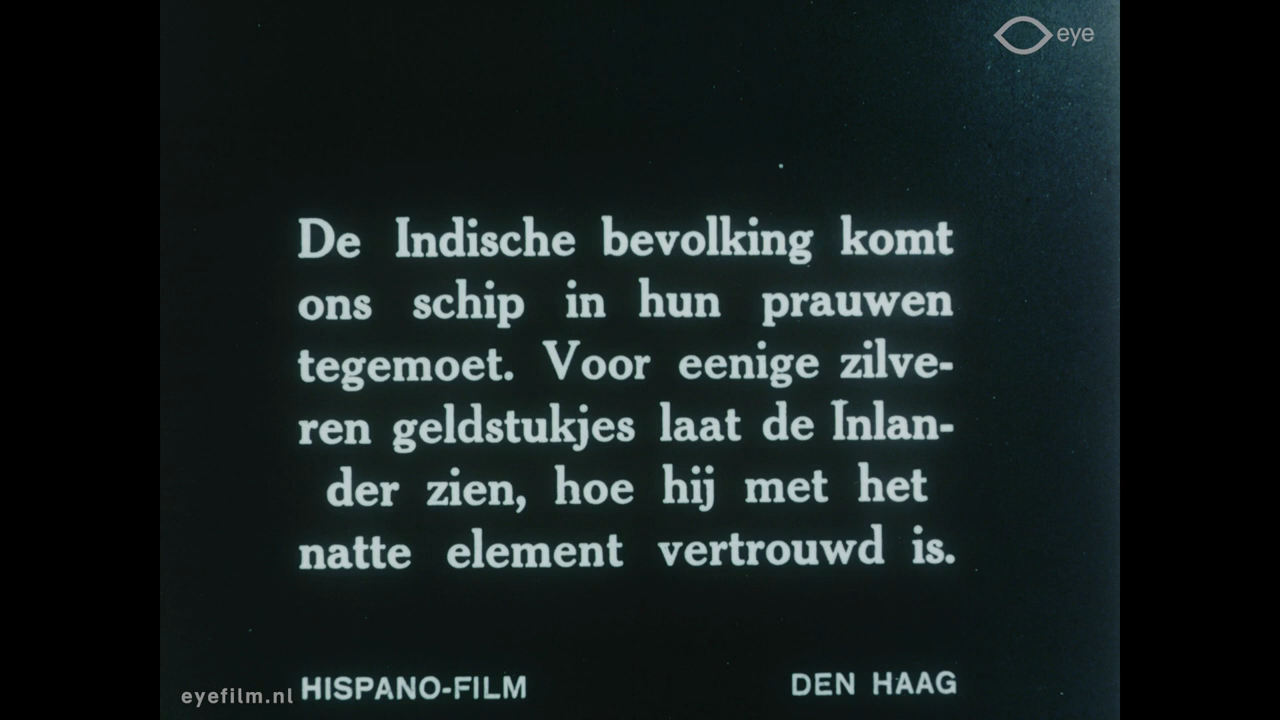 eye
De Indische bevolking komt
ons schip in hun prauwen
tegemoet. Voor eenige zilve-
ren geldstukjes laat de Inlan-
der zien, hoe hij met het
natte element vertrouwd is.
HISPANO-FILM DEN HAAG
eyefilm.nl